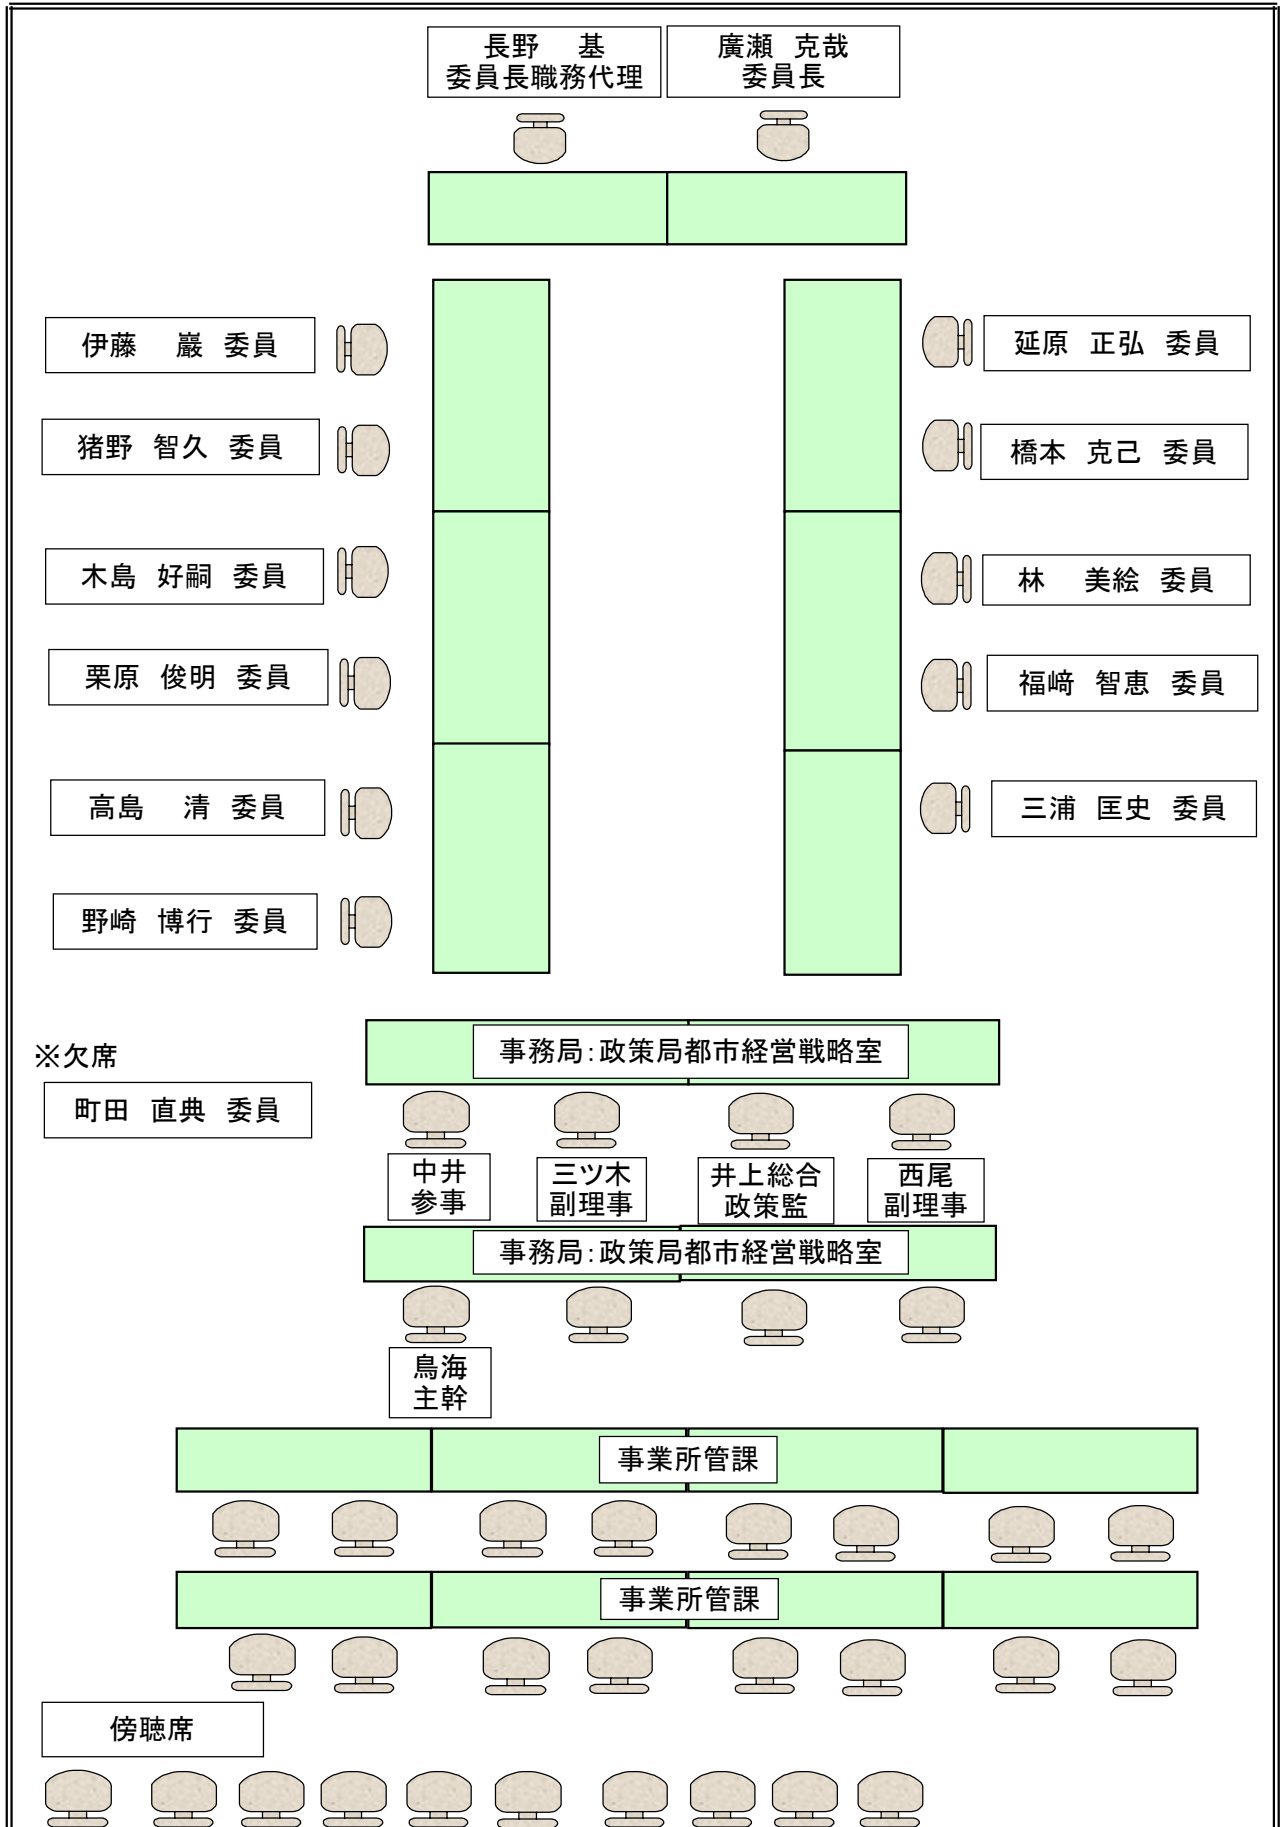 長野 基
委員長職務代理
廣瀬 克哉
委員長
伊藤 巖 委員
延原 正弘 委員
猪野 智久 委員
橋本 克己 委員
木島 好嗣 委員
林 美絵 委員
栗原 俊明 委員
福﨑 智恵 委員
高島 清 委員
三浦 匡史 委員
野崎 博行 委員
※欠席
町田 直典 委員
事務局：政策局都市経営戦略室
中井
参事
三ツ木
副理事
井上総合
政策監
西尾
副理事
事務局：政策局都市経営戦略室
鳥海
主幹
事業所管課
事業所管課
傍聴席